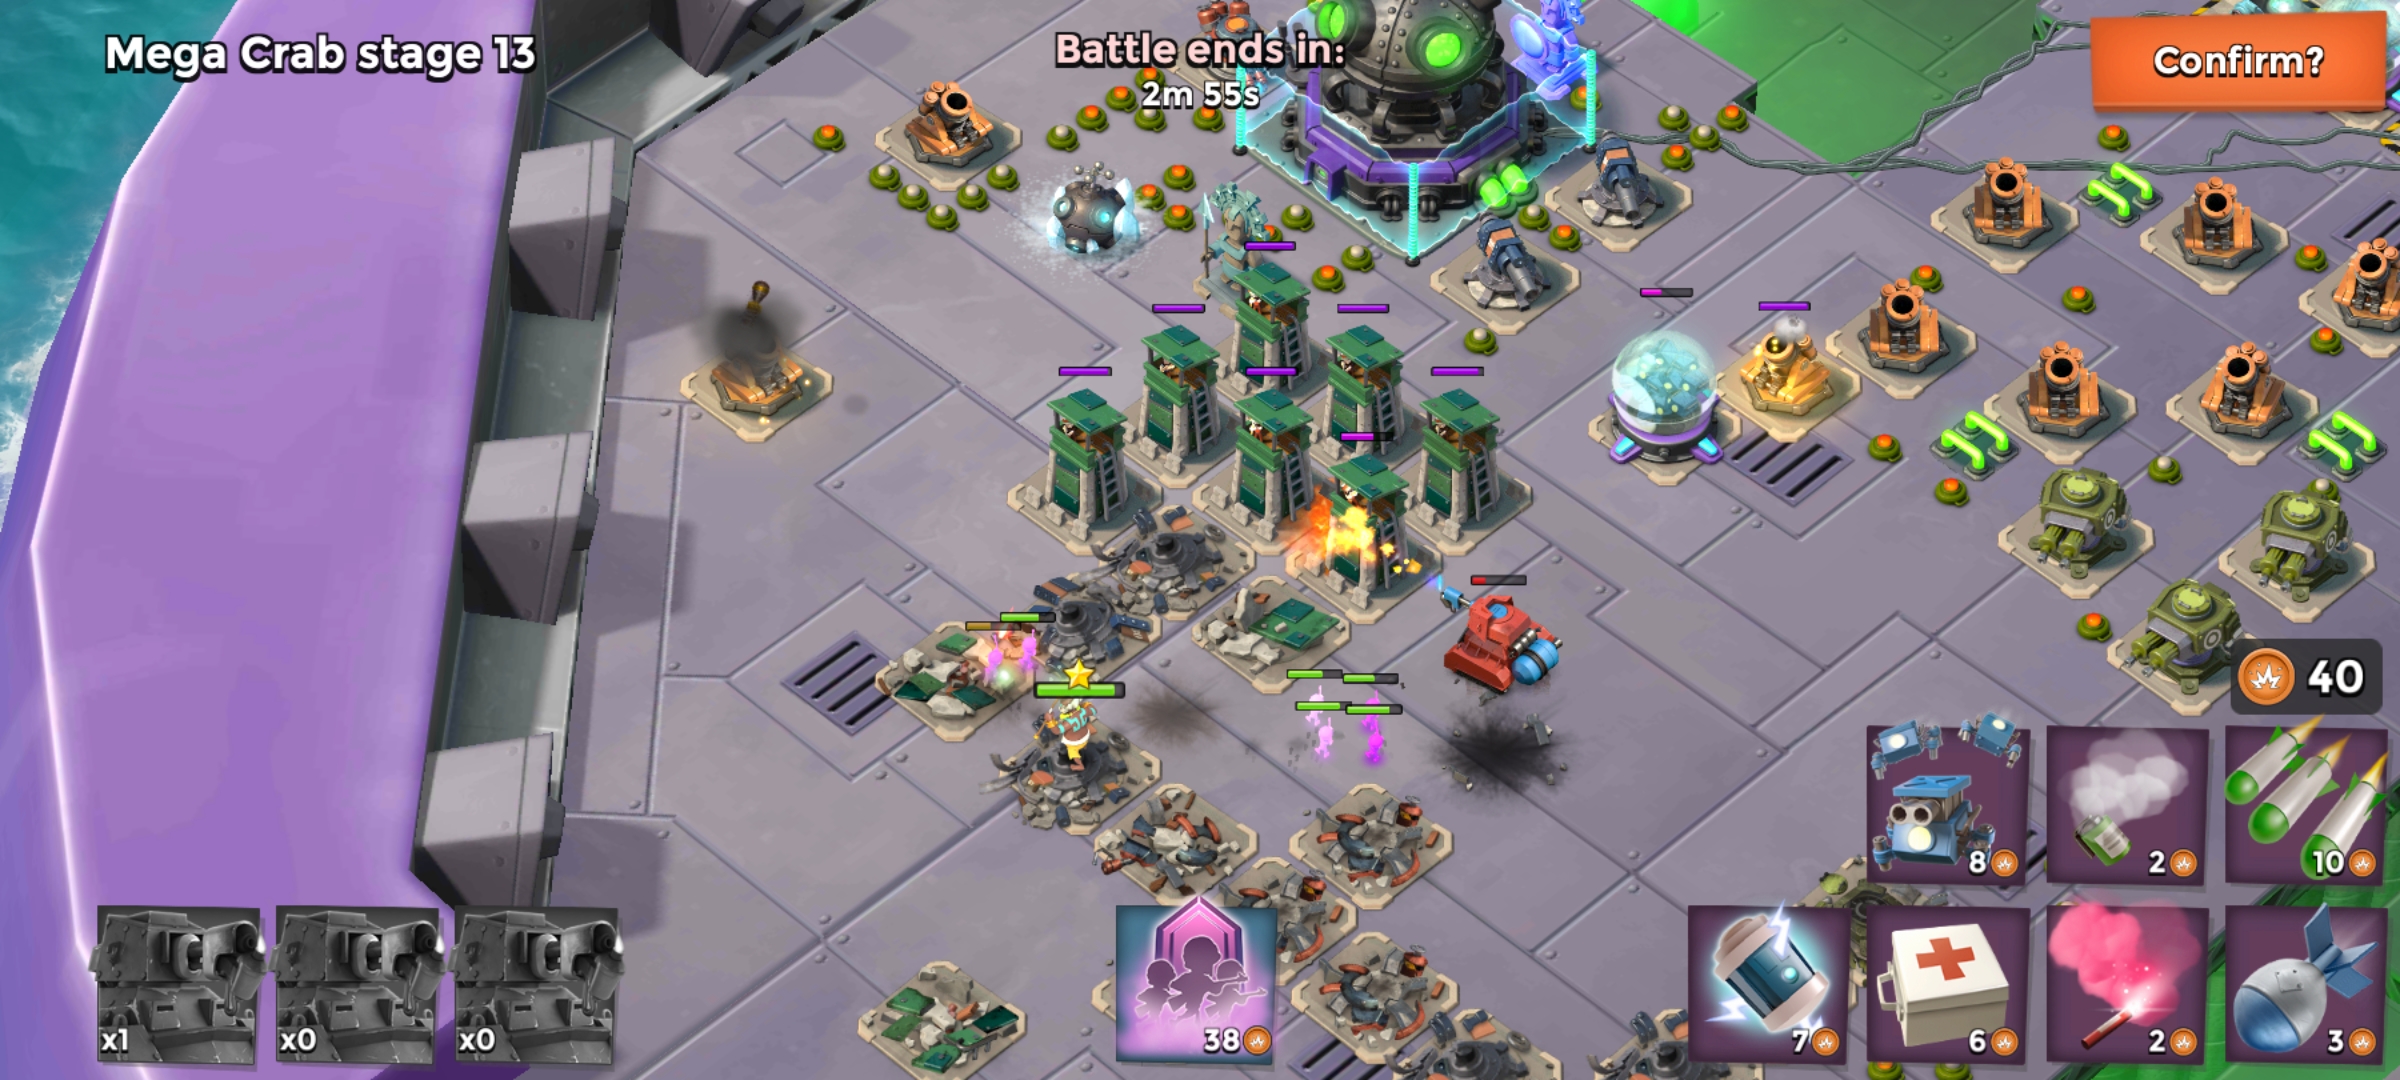 Mega Crab stage 13
Battle ends in:
2m 55s
Confirm?
40
8
2
10
x1
x0
x0
38
7
6
2
3